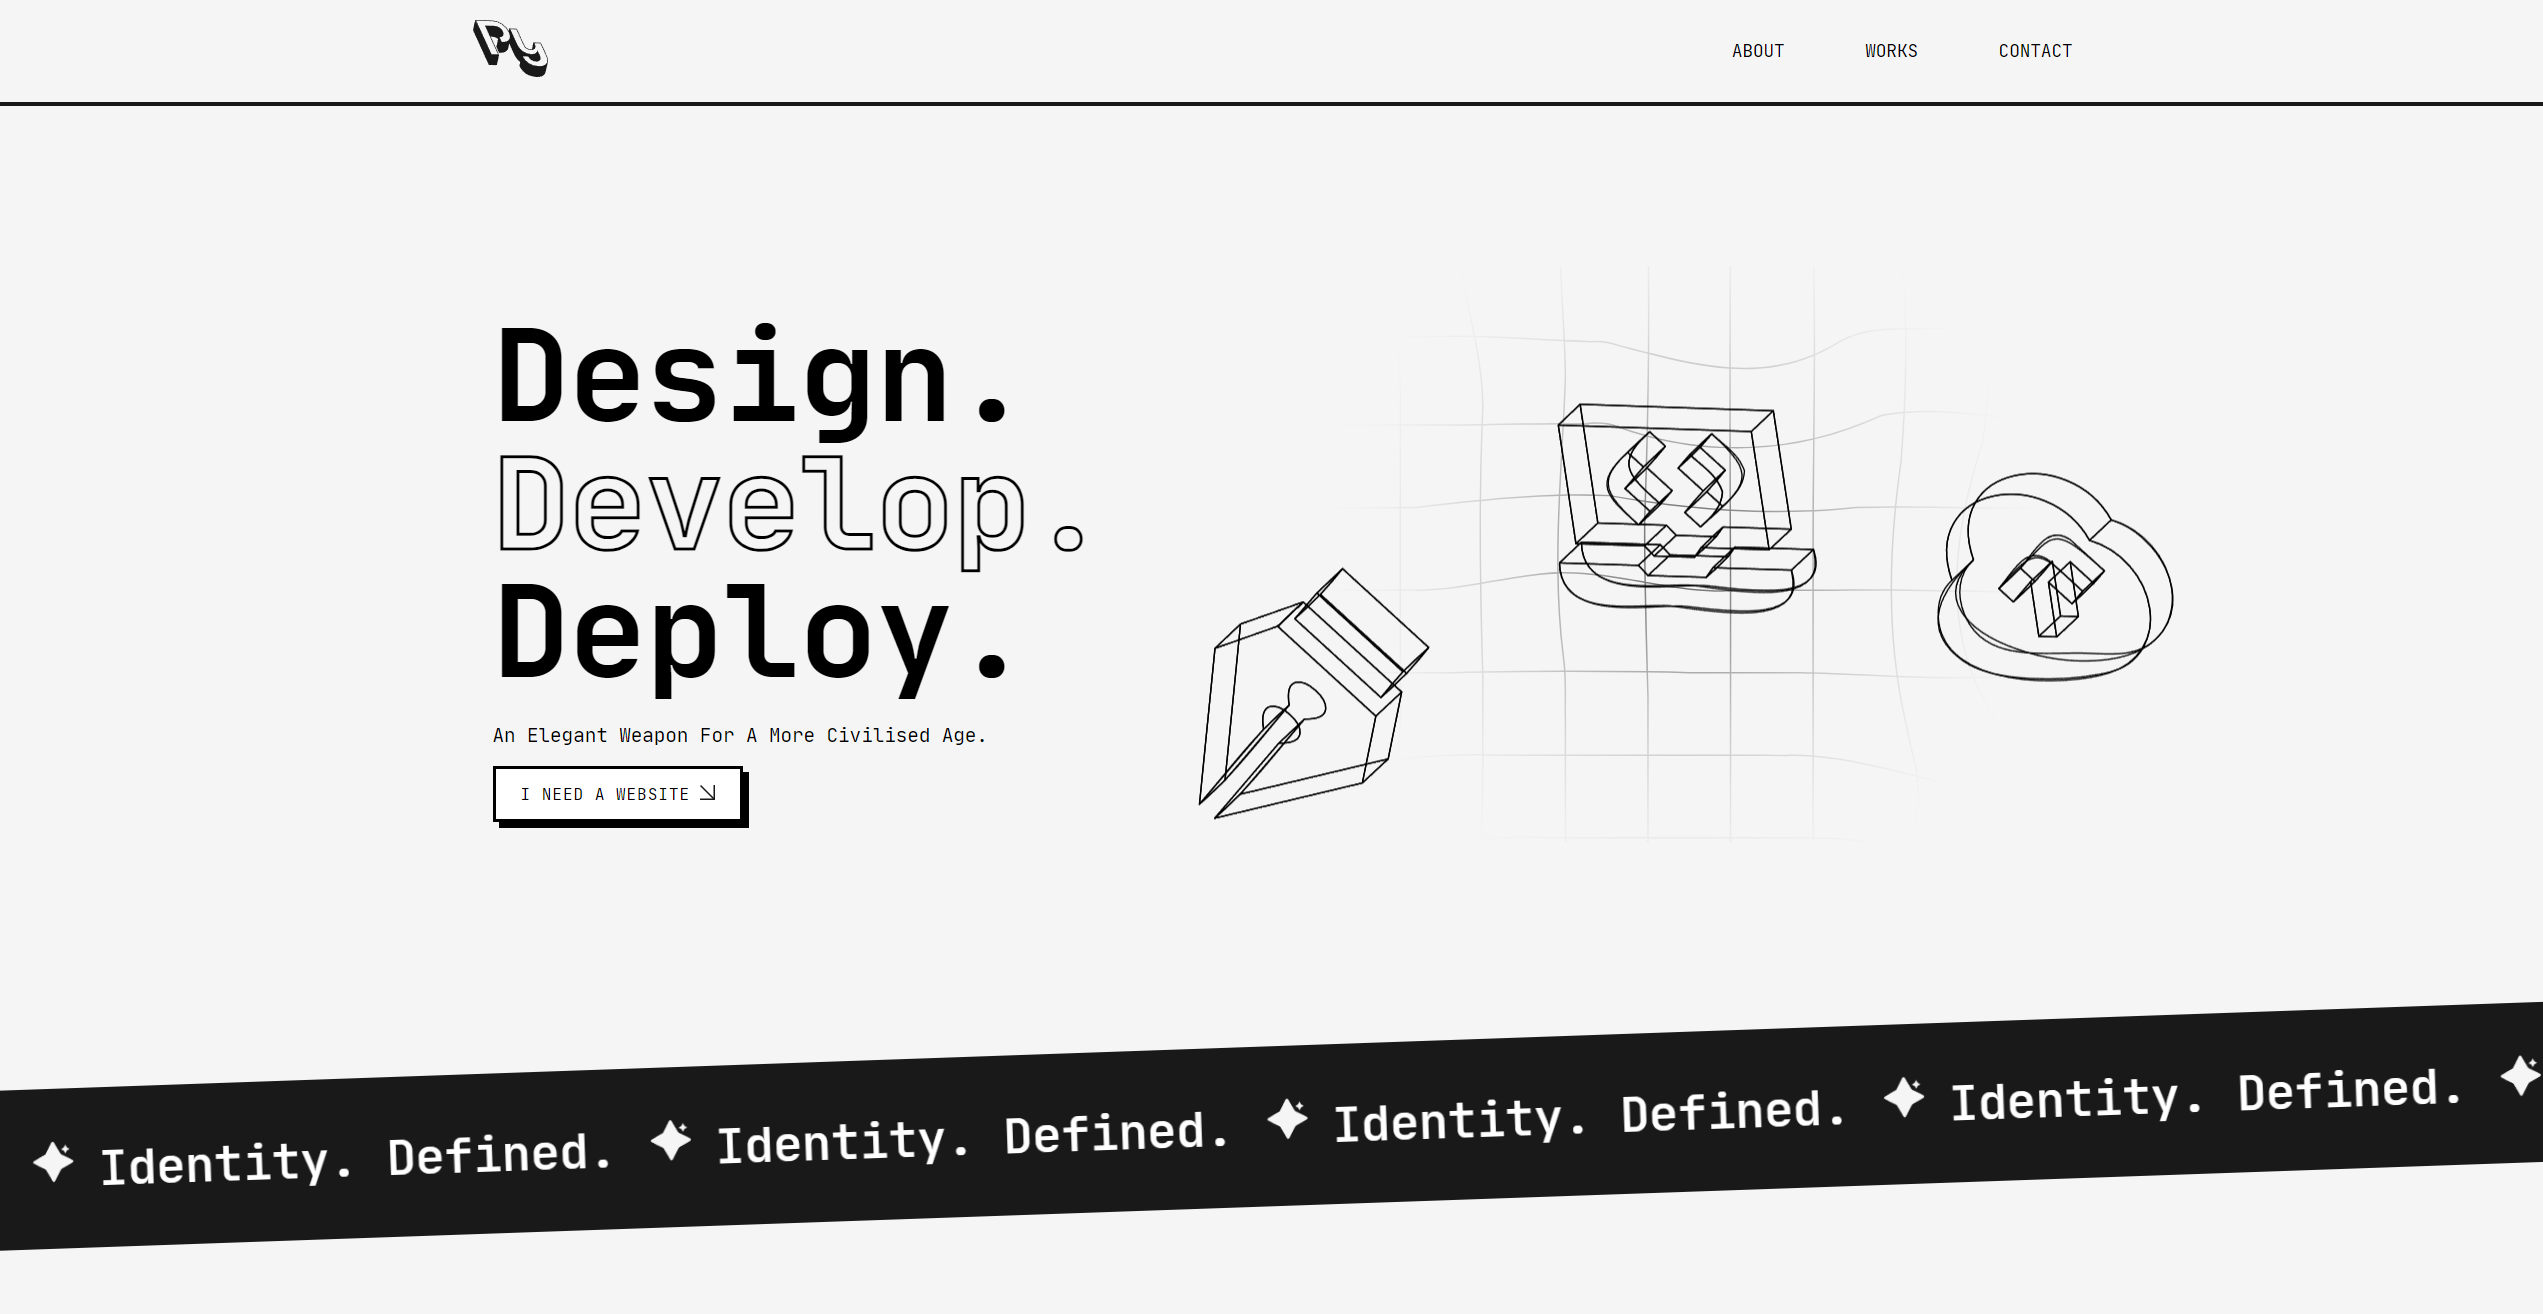 Py
ABOUT WORKS CONTACT
Design.
Develop.
Deploy.
An Elegant Weapon For A More Civilised Age.
I NEED A WEBSITE
Identity. Defined. Identity. Defined. Identity. Defined. Identity. Defined.